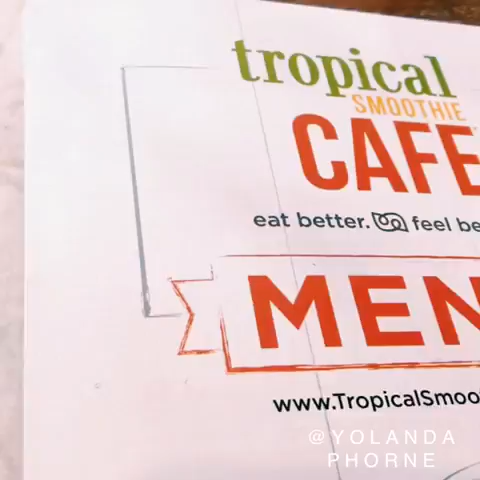 tropical
SMOOTHIE
CAFE
eat better. feel be
MEN
www.TropicalSmoo
@YOLANDA
PHORNE